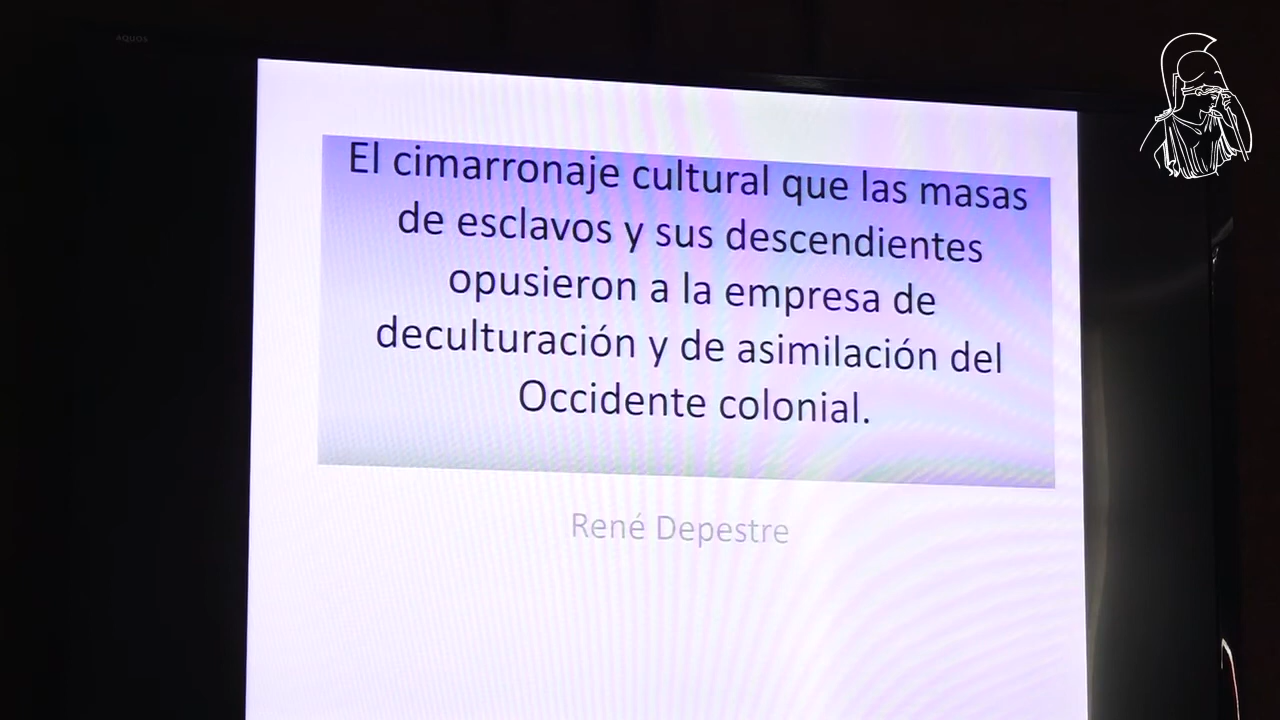 AQUOS
El cimarronaje cultural que las masas
de esclavos y sus descendientes
opusieron a la empresa de
deculturación y de asimilación del
Occidente colonial.
René Depestre